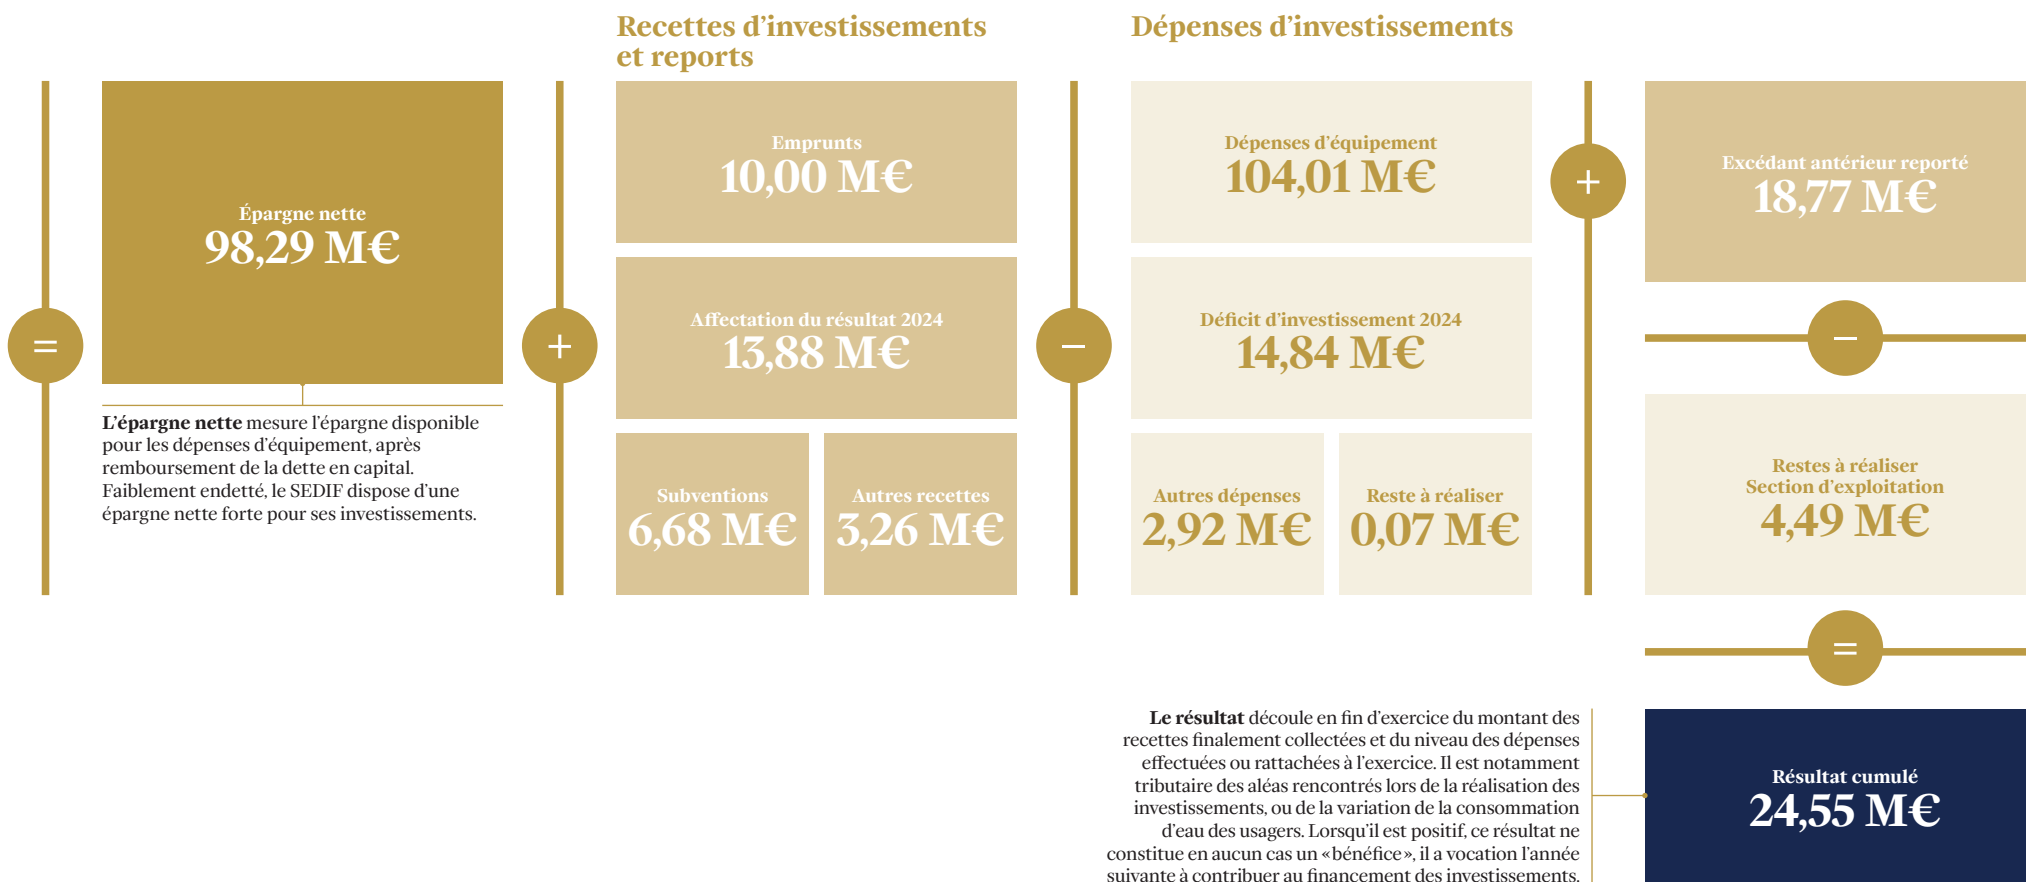 Recettes d’investissements
et reports
Dépenses d’investissements
=
Épargne nette
98,29 M€
L’épargne nette mesure l’épargne disponible
pour les dépenses d’équipement, après
remboursement de la dette en capital.
Faiblement endetté, le SEDIF dispose d’une
épargne nette forte pour ses investissements.
+
Emprunts
10,00 M€
Affectation du résultat 2024
13,88 M€
Subventions
6,68 M€
Autres recettes
3,26 M€
–
Dépenses d’équipement
104,01 M€
Déficit d’investissement 2024
14,84 M€
Autres dépenses
2,92 M€
Reste à réaliser
0,07 M€
+
Excédant antérieur reporté
18,77 M€
–
Restes à réaliser
Section d’exploitation
4,49 M€
=
Le résultat découle en fin d’exercice du montant des
recettes finalement collectées et du niveau des dépenses
effectuées ou rattachées à l’exercice. Il est notamment
tributaire des aléas rencontrés lors de la réalisation des
investissements, ou de la variation de la consommation
d’eau des usagers. Lorsqu’il est positif, ce résultat ne
constitue en aucun cas un «bénéfice», il a vocation l’année
suivante à contribuer au financement des investissements.
Résultat cumulé
24,55 M€